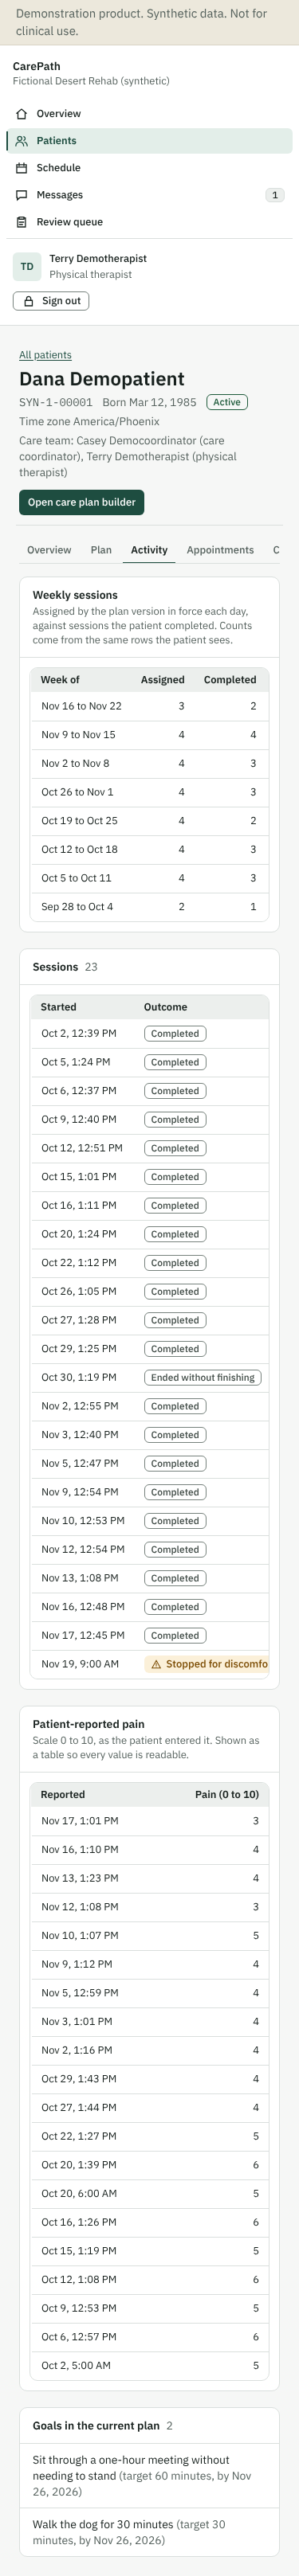 Demonstration product. Synthetic data. Not for
clinical use.
CarePath
Fictional Desert Rehab (synthetic)
Overview
Patients
Schedule
Messages 1
Review queue
TD
Terry Demotherapist
Physical therapist
Sign out
All patients
Dana Demopatient
SYN-1-00001 Born Mar 12, 1985 Active
Time zone America/Phoenix
Care team: Casey Democoordinator (care
coordinator), Terry Demotherapist (physical
therapist)
Open care plan builder
Overview Plan Activity Appointments C
Weekly sessions
Assigned by the plan version in force each day,
against sessions the patient completed. Counts
come from the same rows the patient sees.
Week of Assigned Completed
Nov 16 to Nov 22 3 2
Nov 9 to Nov 15 4 4
Nov 2 to Nov 8 4 3
Oct 26 to Nov 1 4 3
Oct 19 to Oct 25 4 2
Oct 12 to Oct 18 4 3
Oct 5 to Oct 11 4 3
Sep 28 to Oct 4 2 1
Sessions 23
Started Outcome
Oct 2, 12:39 PM Completed
Oct 5, 1:24 PM Completed
Oct 6, 12:37 PM Completed
Oct 9, 12:40 PM Completed
Oct 12, 12:51 PM Completed
Oct 15, 1:01 PM Completed
Oct 16, 1:11 PM Completed
Oct 20, 1:24 PM Completed
Oct 22, 1:12 PM Completed
Oct 26, 1:05 PM Completed
Oct 27, 1:28 PM Completed
Oct 29, 1:25 PM Completed
Oct 30, 1:19 PM Ended without finishing
Nov 2, 12:55 PM Completed
Nov 3, 12:40 PM Completed
Nov 5, 12:47 PM Completed
Nov 9, 12:54 PM Completed
Nov 10, 12:53 PM Completed
Nov 12, 12:54 PM Completed
Nov 13, 1:08 PM Completed
Nov 16, 12:48 PM Completed
Nov 17, 12:45 PM Completed
Nov 19, 9:00 AM Stopped for discomfo
Patient-reported pain
Scale 0 to 10, as the patient entered it. Shown as
a table so every value is readable.
Reported Pain (0 to 10)
Nov 17, 1:01 PM 3
Nov 16, 1:10 PM 4
Nov 13, 1:23 PM 4
Nov 12, 1:08 PM 3
Nov 10, 1:07 PM 5
Nov 9, 1:12 PM 4
Nov 5, 12:59 PM 4
Nov 3, 1:01 PM 4
Nov 2, 1:16 PM 4
Oct 29, 1:43 PM 4
Oct 27, 1:44 PM 4
Oct 22, 1:27 PM 5
Oct 20, 1:39 PM 6
Oct 20, 6:00 AM 5
Oct 16, 1:26 PM 6
Oct 15, 1:19 PM 5
Oct 12, 1:08 PM 6
Oct 9, 12:53 PM 5
Oct 6, 12:57 PM 6
Oct 2, 5:00 AM 5
Goals in the current plan 2
Sit through a one-hour meeting without
needing to stand (target 60 minutes, by Nov
26, 2026)
Walk the dog for 30 minutes (target 30
minutes, by Nov 26, 2026)